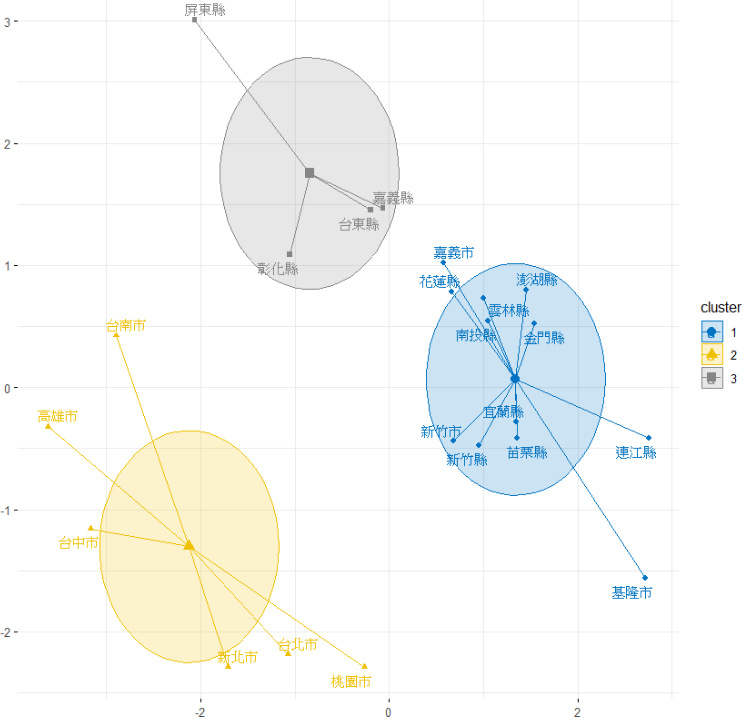 屏東縣
3
2
嘉義縣
台東縣
彰化縣
嘉義市
1
花蓮縣
澎湖縣
雲林縣
南投縣
金門縣
cluster
1
2
3
台南市
0
高雄市
宜蘭縣
新竹市
苗栗縣
新竹縣
連江縣
-1
台中市
基隆市
-2
台北市
新北市
桃園市
-2
0
2